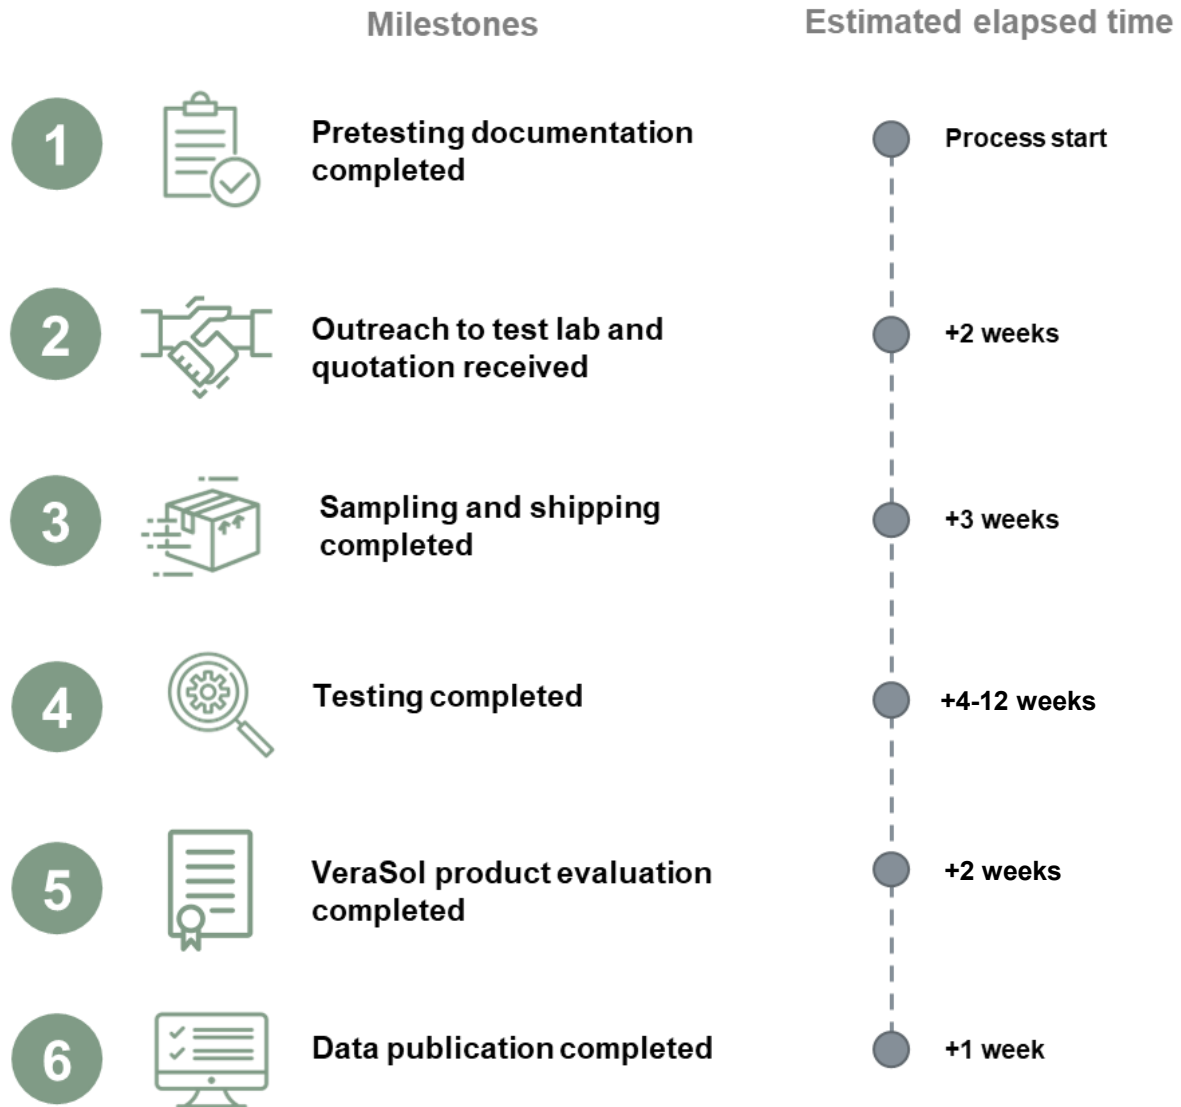 Milestones
Estimated elapsed time
1
Pretesting documentation
completed
Process start
2
Outreach to test lab and
quotation received
+2 weeks
3
Sampling and shipping
completed
+3 weeks
4
Testing completed
+4-12 weeks
5
VeraSol product evaluation
completed
+2 weeks
6
Data publication completed
+1 week